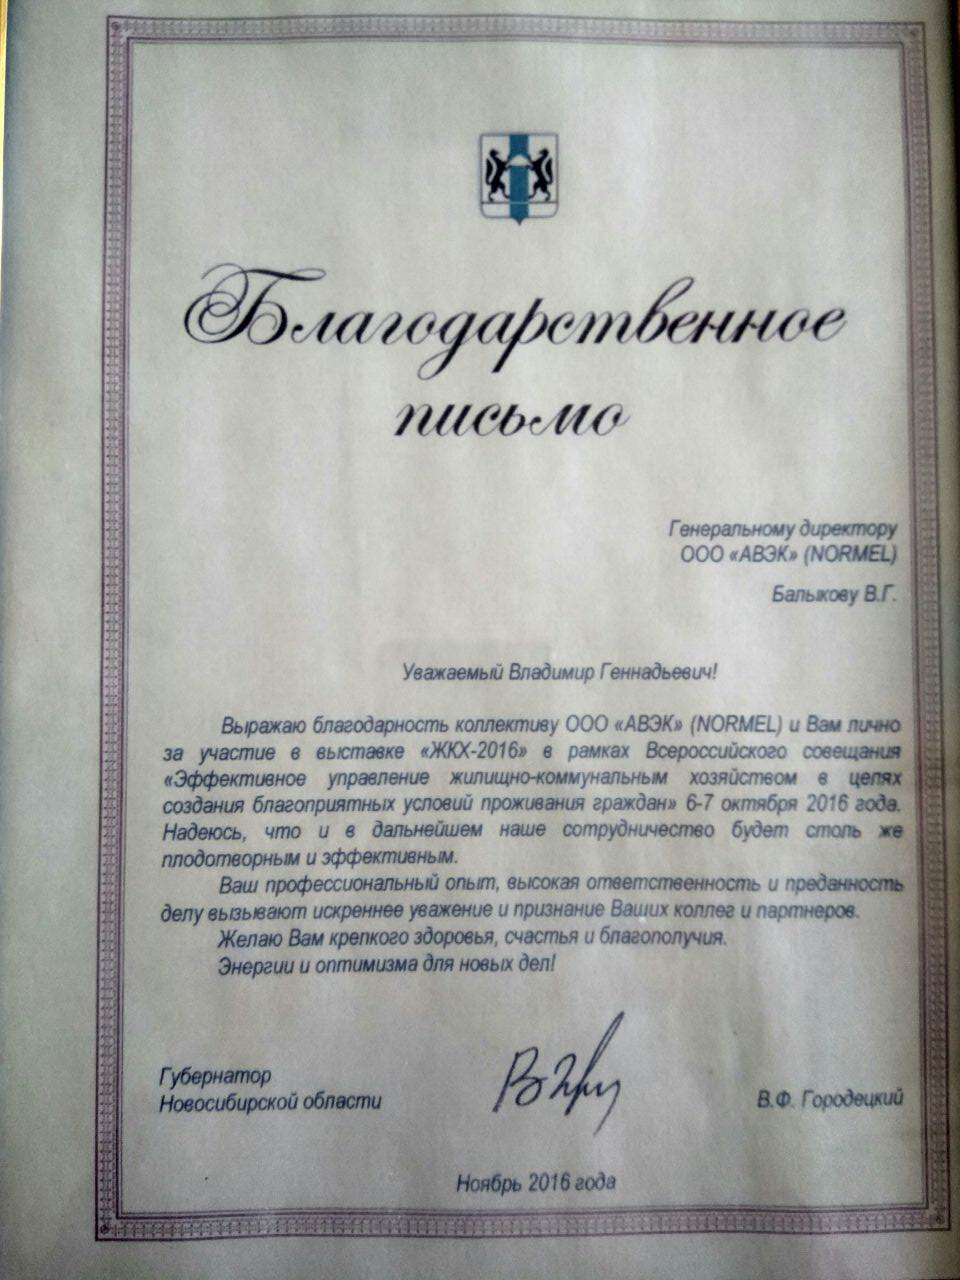 Благодарственное
письмо
Генеральному директору
ООО «АВЭК» (NORMEL)
Балыкову В.Г.
Уважаемый Владимир Геннадьевич!
Выражаю благодарность коллективу ООО «АВЭК» (NORMEL) и Вам лично
за участие в выставке «ЖКХ-2016» в рамках Всероссийского совещания
«Эффективное управление жилищно-коммунальным хозяйством в целях
создания благоприятных условий проживания граждан» 6-7 октября 2016 года.
Надеюсь, что и в дальнейшем наше сотрудничество будет столь же
плодотворным и эффективным.
Ваш профессиональный опыт, высокая ответственность и преданность
делу вызывают искреннее уважение и признание Ваших коллег и партнеров.
Желаю Вам крепкого здоровья, счастья и благополучия.
Энергии и оптимизма для новых дел!
Губернатор
Новосибирской области
В.Ф. Городецкий
Ноябрь 2016 года